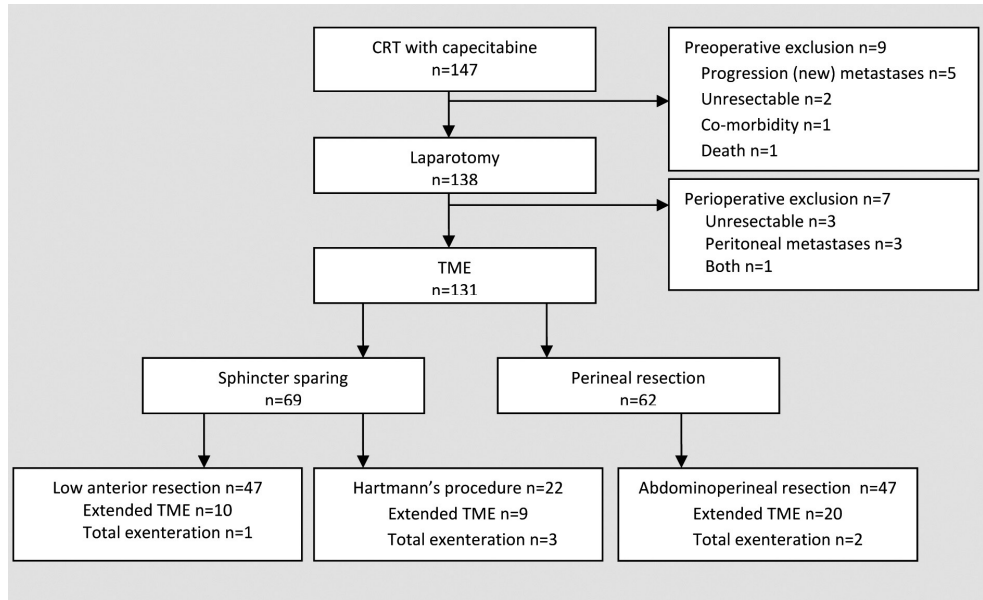 CRT with capecitabine
n=147
Preoperative exclusion n=9
Progression (new) metastases n=5
Unresectable n=2
Co-morbidity n=1
Death n=1
Laparotomy
n=138
Perioperative exclusion n=7
Unresectable n=3
Peritoneal metastases n=3
Both n=1
TME
n=131
Sphincter sparing
n=69
Perineal resection
n=62
Low anterior resection n=47
Extended TME n=10
Total exenteration n=1
Hartmann’s procedure n=22
Extended TME n=9
Total exenteration n=3
Abdominoperineal resection n=47
Extended TME n=20
Total exenteration n=2